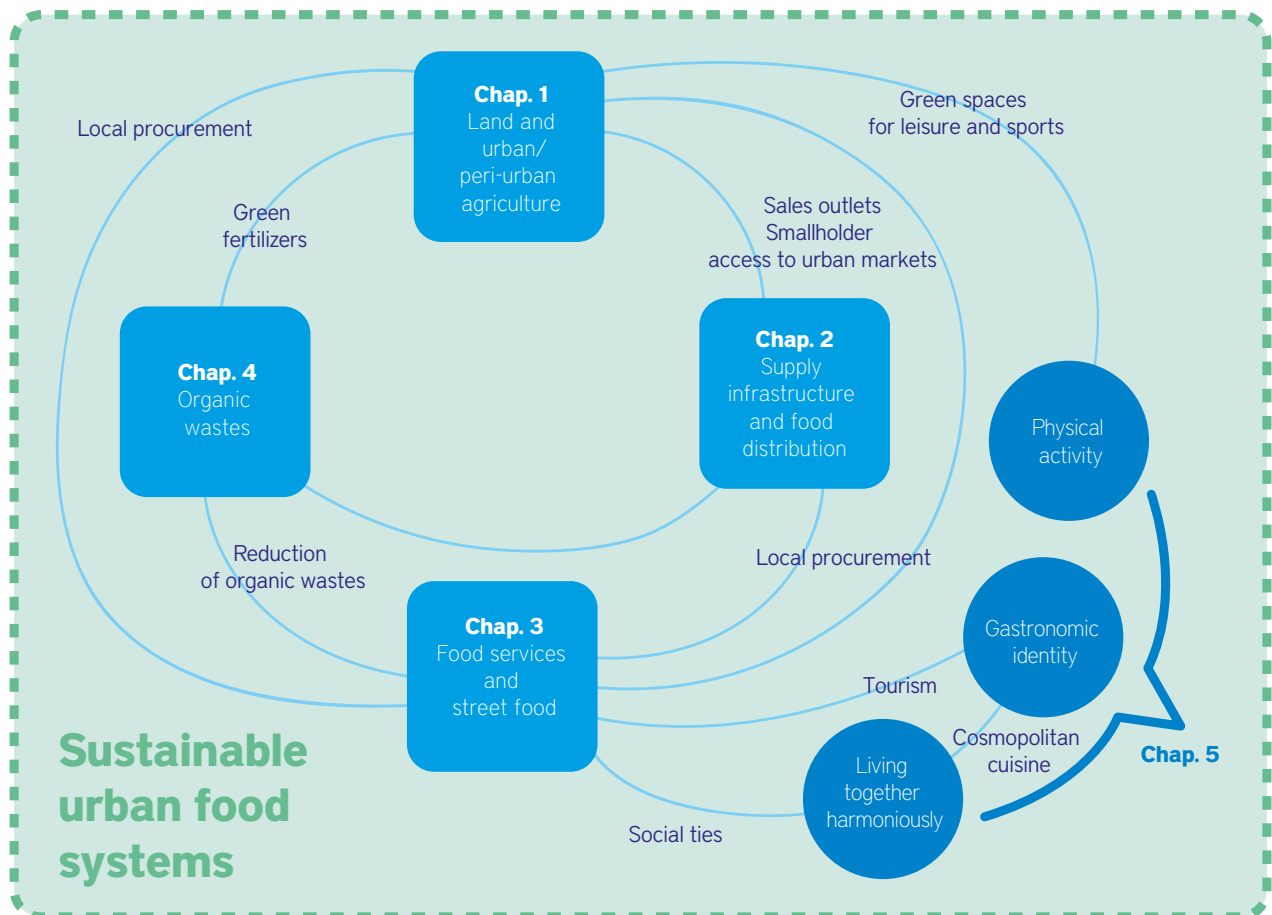 Chap. 1
Land and
urban/
peri-urban
agriculture
Local procurement
Green spaces
for leisure and sports
Green
fertilizers
Sales outlets
Smallholder
access to urban markets
Chap. 4
Organic
wastes
Chap. 2
Supply
infrastructure
and food
distribution
Physical
activity
Reduction
of organic wastes
Local procurement
Chap. 3
Food services
and
street food
Gastronomic
identity
Tourism
Cosmopolitan
cuisine
Chap. 5
Living
together
harmoniously
Social ties
Sustainable
urban food
systems